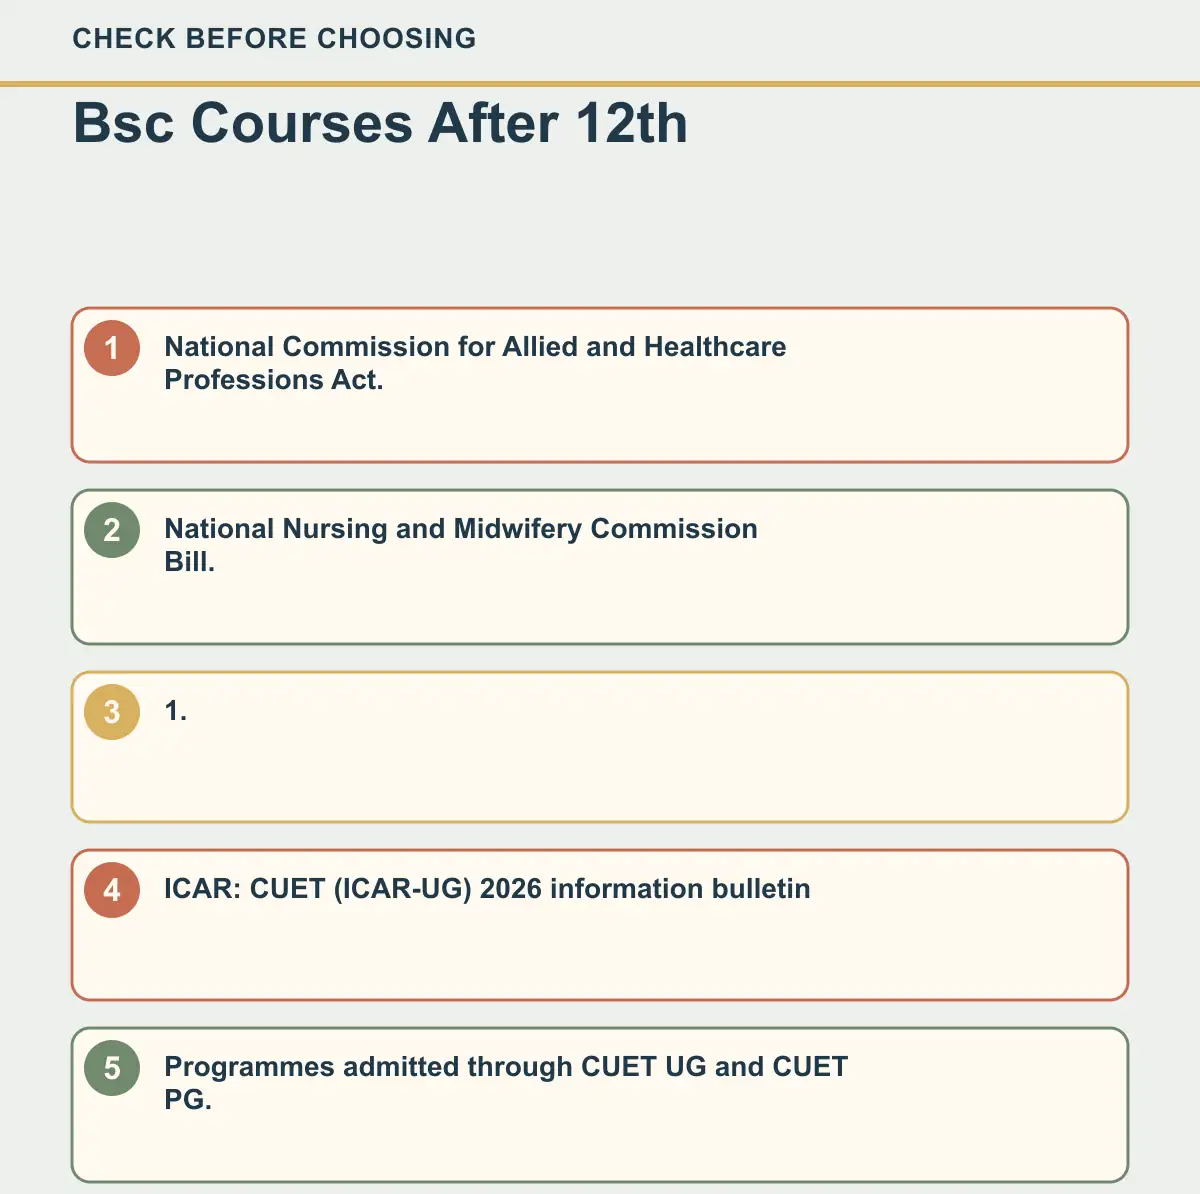 CHECK BEFORE CHOOSING
Bsc Courses After 12th
1
National Commission for Allied and Healthcare
Professions Act.
2
National Nursing and Midwifery Commission
Bill.
3
1.
4
ICAR: CUET (ICAR-UG) 2026 information bulletin
5
Programmes admitted through CUET UG and CUET
PG.